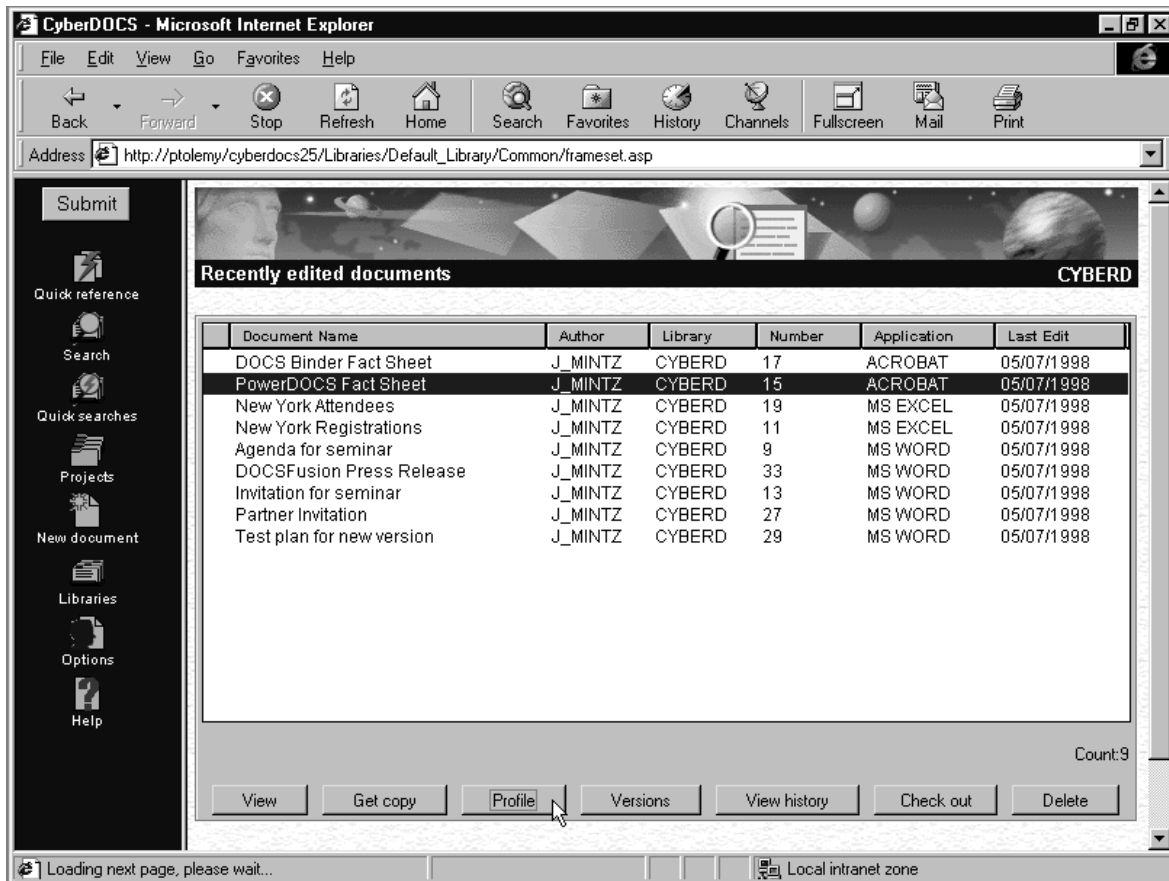 CyberDOCS - Microsoft Internet Explorer
File Edit View Go Favorites Help
Back Forward Stop Refresh Home Search Favorites History Channels Fullscreen Mail Print
Address http://ptolemy/cyberdocs25/Libraries/Default_Library/Common/frameset.asp
Submit
Quick reference
Search
Quick searches
Projects
New document
Libraries
Options
Help
Recently edited documents CYBERD
Document Name Author Library Number Application Last Edit
DOCS Binder Fact Sheet J_MINTZ CYBERD 17 ACROBAT 05/07/1998
PowerDOCS Fact Sheet J_MINTZ CYBERD 15 ACROBAT 05/07/1998
New York Attendees J_MINTZ CYBERD 19 MS EXCEL 05/07/1998
New York Registrations J_MINTZ CYBERD 11 MS EXCEL 05/07/1998
Agenda for seminar J_MINTZ CYBERD 9 MS WORD 05/07/1998
DOCSFusion Press Release J_MINTZ CYBERD 33 MS WORD 05/07/1998
Invitation for seminar J_MINTZ CYBERD 13 MS WORD 05/07/1998
Partner Invitation J_MINTZ CYBERD 27 MS WORD 05/07/1998
Test plan for new version J_MINTZ CYBERD 29 MS WORD 05/07/1998
Count:9
View Get copy Profile Versions View history Check out Delete
Loading next page, please wait... Local intranet zone